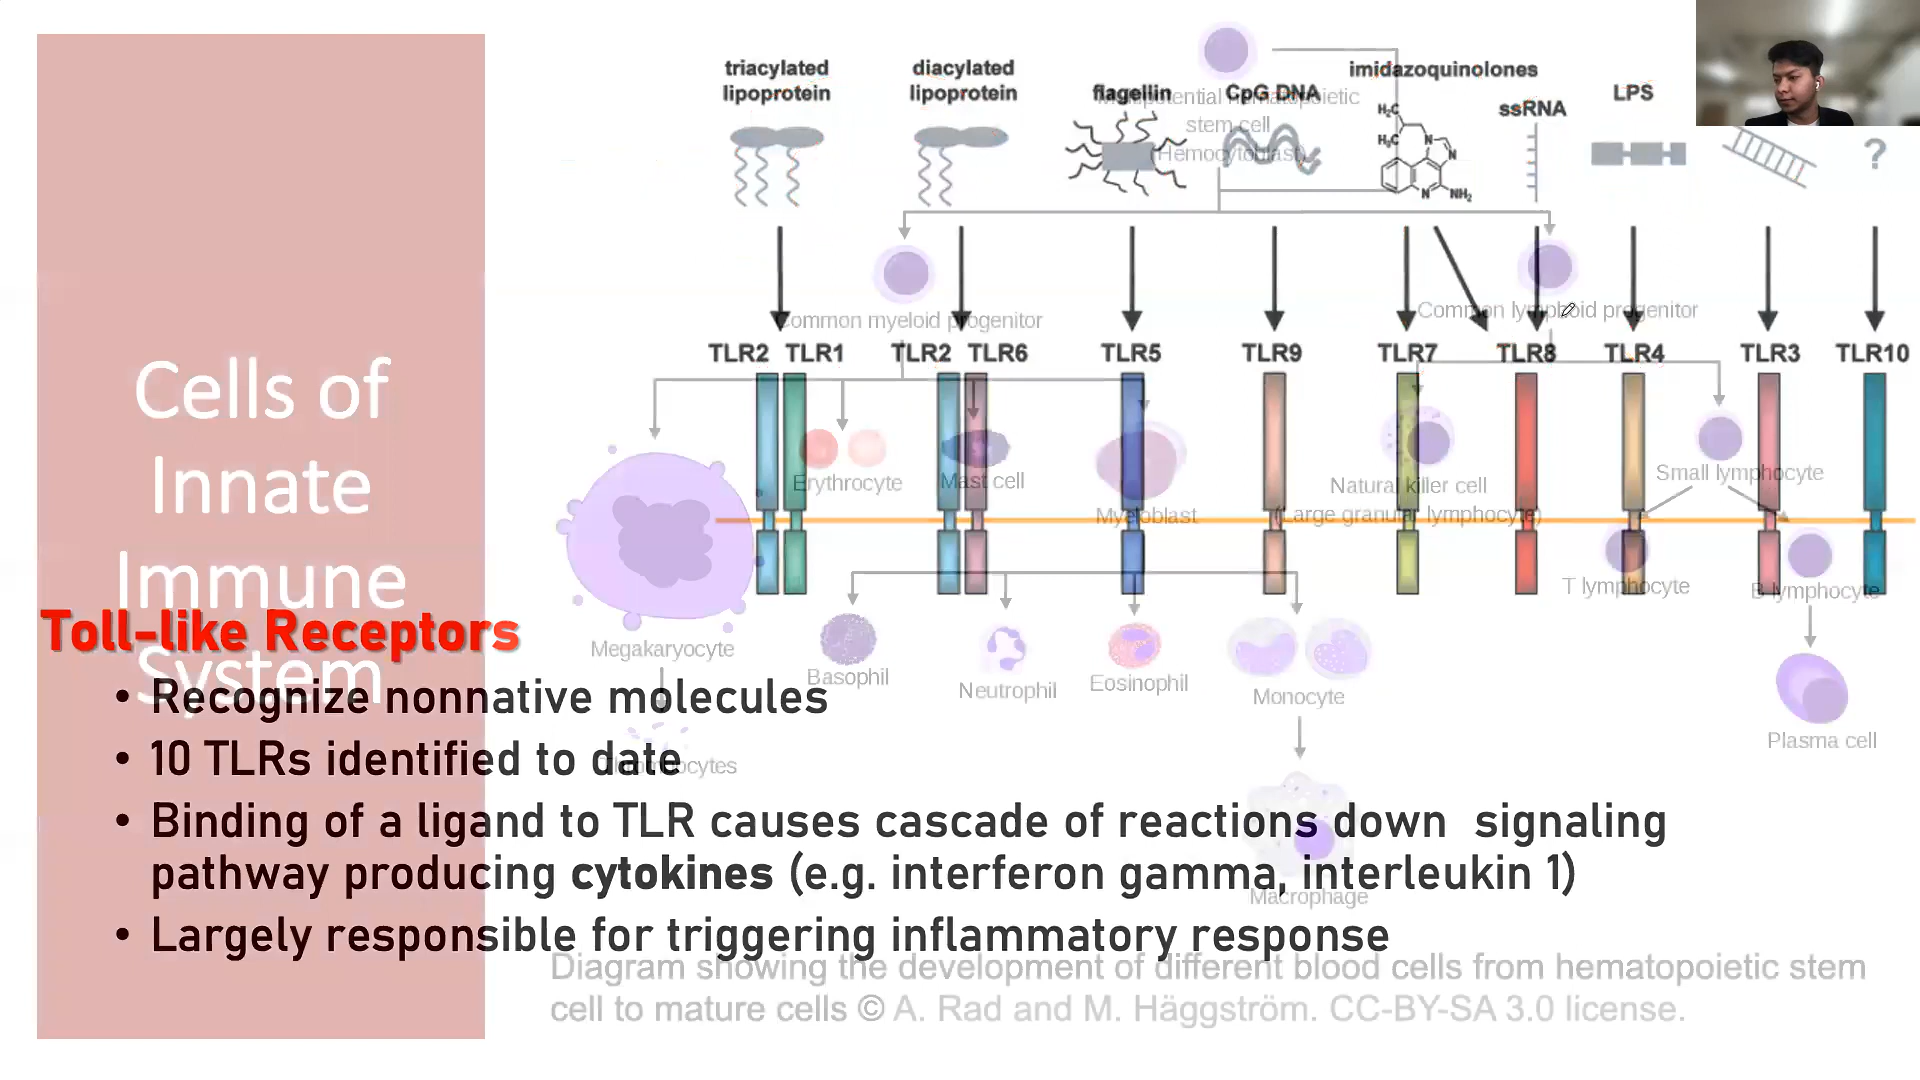 triacylated
lipoprotein
diacylated
lipoprotein
flagellin
CpG DNA
imidazoquinolones
ssRNA
LPS
?
H₃C
H₃C
N
N
N
NH₂
Multipotential hematopoietic
stem cell
(Hemocytoblast)
Common myeloid progenitor
Common lymphoid progenitor
TLR2 TLR1
TLR2 TLR6
TLR5
TLR9
TLR7
TLR8
TLR4
TLR3
TLR10
Erythrocyte
Mast cell
Myeloblast
Natural killer cell
(Large granular lymphocyte)
Small lymphocyte
T lymphocyte
B lymphocyte
Megakaryocyte
Basophil
Neutrophil
Eosinophil
Monocyte
Plasma cell
Thrombocytes
Macrophage
Cells of
Innate
Immune
System
Toll-like Receptors
• Recognize nonnative molecules
• 10 TLRs identified to date
• Binding of a ligand to TLR causes cascade of reactions down signaling
pathway producing cytokines (e.g. interferon gamma, interleukin 1)
• Largely responsible for triggering inflammatory response
Diagram showing the development of different blood cells from hematopoietic stem
cell to mature cells © A. Rad and M. Häggström. CC-BY-SA 3.0 license.